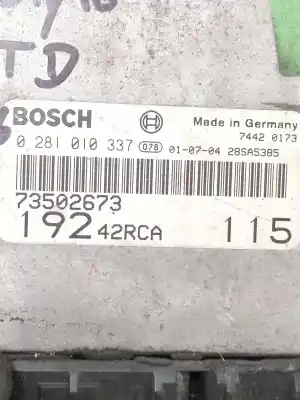 TD
BOSCH
Made in Germany
7442 0173
0 281 010 337 078 01-07-04 28SA5385
73502673
192 42RCA 115